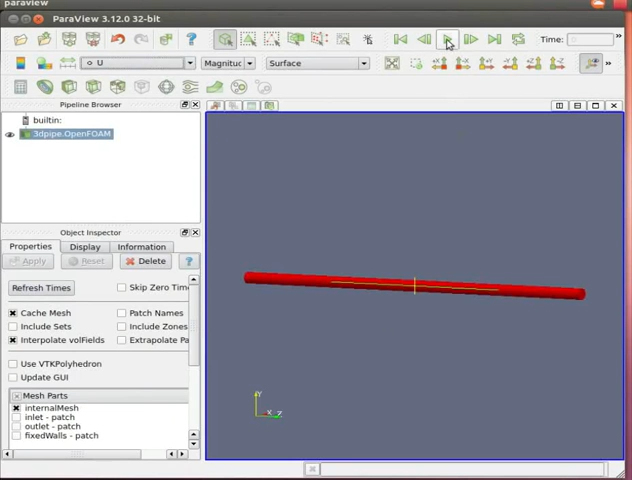 paraview
ParaView 3.12.0 32-bit
Time:
U
Magnituc
Surface
Pipeline Browser
builtin:
3dpipe.OpenFOAM
Object Inspector
Properties
Display
Information
Apply
Reset
Delete
?
Refresh Times
Skip Zero Tim
Cache Mesh
Patch Names
Include Sets
Include Zones
Interpolate volFields
Extrapolate Pa
Use VTKPolyhedron
Update GUI
Mesh Parts
internalMesh
inlet - patch
outlet - patch
fixedWalls - patch
Y
X
Z